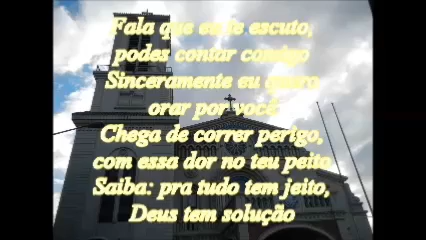 Fala que eu te escuto,
podes contar comigo
Sinceramente eu quero
orar por você
Chega de correr perigo,
com essa dor no teu peito
Saiba: pra tudo tem jeito,
Deus tem solução